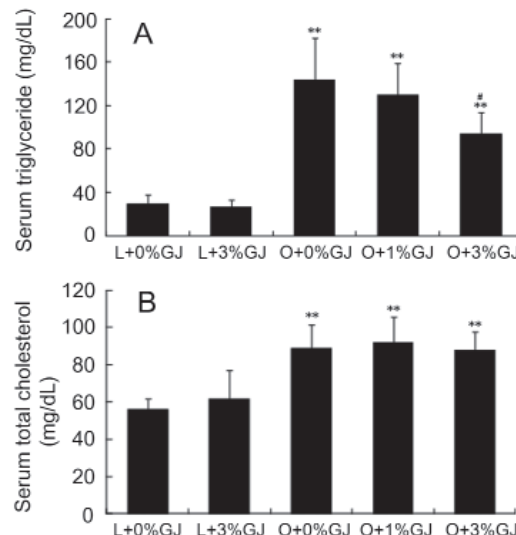 A
Serum triglyceride (mg/dL)
200
160
120
80
40
0
**
**
#
**
L+0%GJ L+3%GJ O+0%GJ O+1%GJ O+3%GJ
B
Serum total cholesterol
(mg/dL)
120
100
80
60
40
20
0
**
**
**
L+0%GJ L+3%GJ O+0%GJ O+1%GJ O+3%GJ